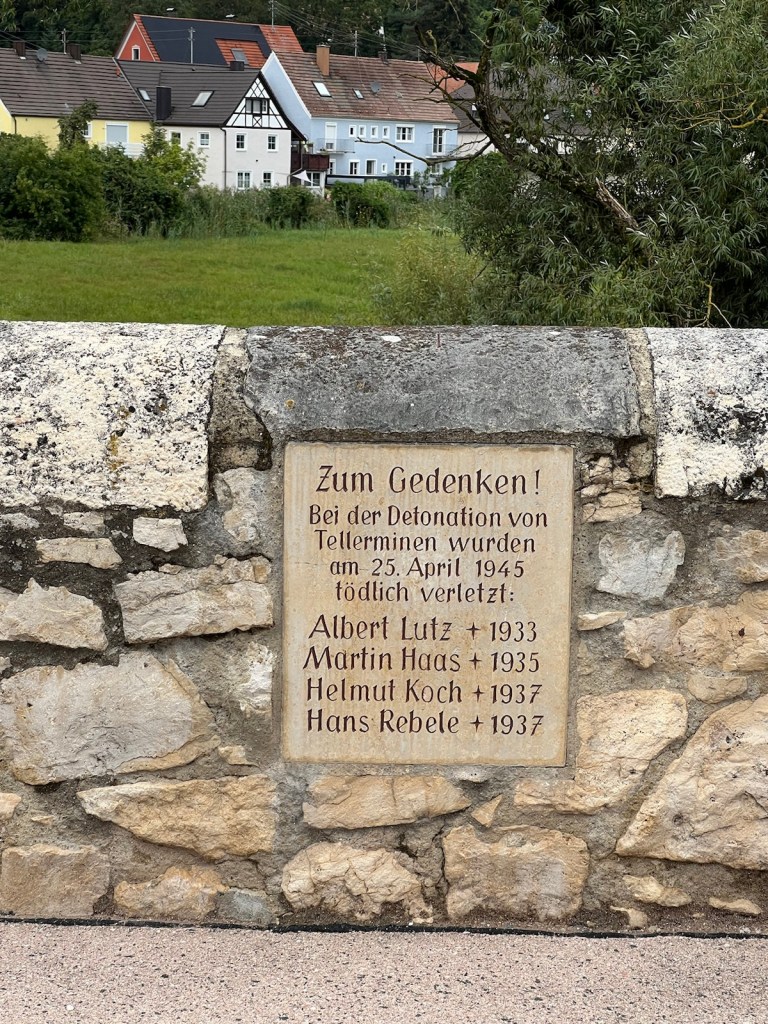 Zum Gedenken!
Bei der Detonation von
Tellerminen wurden
am 25. April 1945
tödlich verletzt:
Albert Lutz + 1933
Martin Haas + 1935
Helmut Koch + 1937
Hans Rebele + 1937